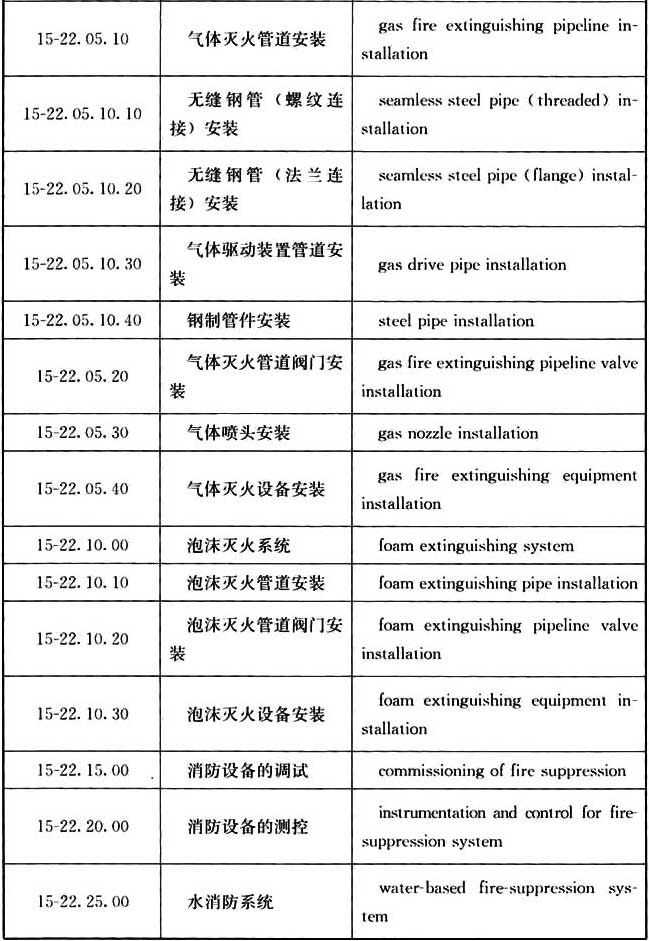 15-22.05.10
气体灭火管道安装
gas fire extinguishing pipeline in-
stallation
15-22.05.10.10
无缝钢管（螺纹连
接）安装
seamless steel pipe (threaded) in-
stallation
15-22.05.10.20
无缝钢管（法兰连
接）安装
seamless steel pipe (flange) instal-
lation
15-22.05.10.30
气体驱动装置管道安
装
gas drive pipe installation
15-22.05.10.40
钢制管件安装
steel pipe installation
15-22.05.20
气体灭火管道阀门安
装
gas fire extinguishing pipeline valve
installation
15-22.05.30
气体喷头安装
gas nozzle installation
15-22.05.40
气体灭火设备安装
gas fire extinguishing equipment
installation
15-22.10.00
泡沫灭火系统
foam extinguishing system
15-22.10.10
泡沫灭火管道安装
foam extinguishing pipe installation
15-22.10.20
泡沫灭火管道阀门安
装
foam extinguishing pipeline valve
installation
15-22.10.30
泡沫灭火设备安装
foam extinguishing equipment in-
stallation
15-22.15.00
消防设备的调试
commissioning of fire suppression
15-22.20.00
消防设备的测控
instrumentation and control for fire-
suppression system
15-22.25.00
水消防系统
water-based fire-suppression sys-
tem